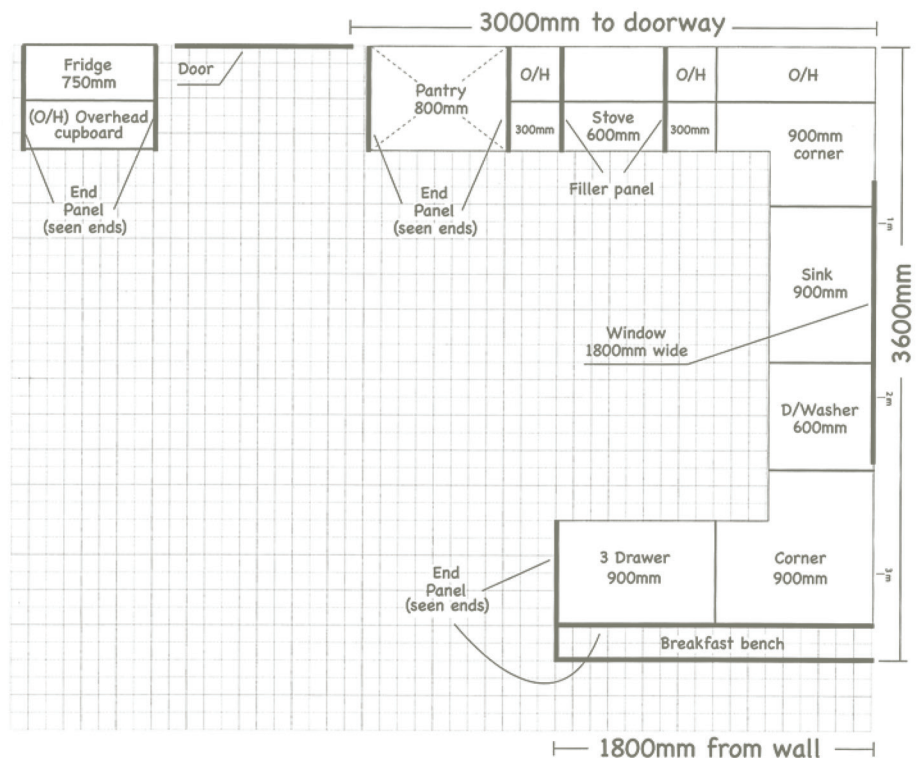 3000mm to doorway
Fridge
750mm
(O/H) Overhead
cupboard
Door
Pantry
800mm
O/H
300mm
Stove
600mm
O/H
300mm
O/H
900mm
corner
End
Panel
(seen ends)
End
Panel
(seen ends)
Filler panel
1m
Sink
900mm
Window
1800mm wide
3600mm
2m
D/Washer
600mm
3 Drawer
900mm
Corner
900mm
3m
End
Panel
(seen ends)
Breakfast bench
1800mm from wall